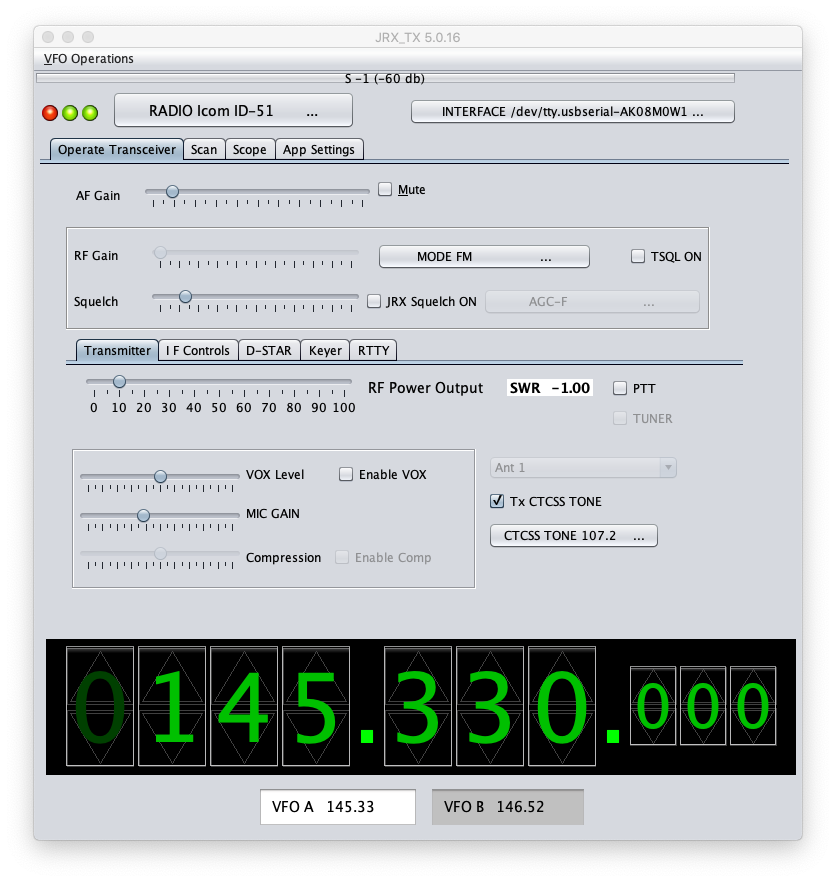 JRX_TX 5.0.16
VFO Operations
S -1 (-60 db)
RADIO Icom ID-51 ...
INTERFACE /dev/tty.usbserial-AK08M0W1 ...
Operate Transceiver Scan Scope App Settings
AF Gain Mute
RF Gain MODE FM ... TSQL ON
Squelch JRX Squelch ON AGC-F ...
Transmitter I F Controls D-STAR Keyer RTTY
RF Power Output SWR -1.00 PTT
0 10 20 30 40 50 60 70 80 90 100
TUNER
VOX Level Enable VOX
Ant 1
Tx CTCSS TONE
MIC GAIN
CTCSS TONE 107.2 ...
Compression Enable Comp
0145.330.000
VFO A 145.33 VFO B 146.52